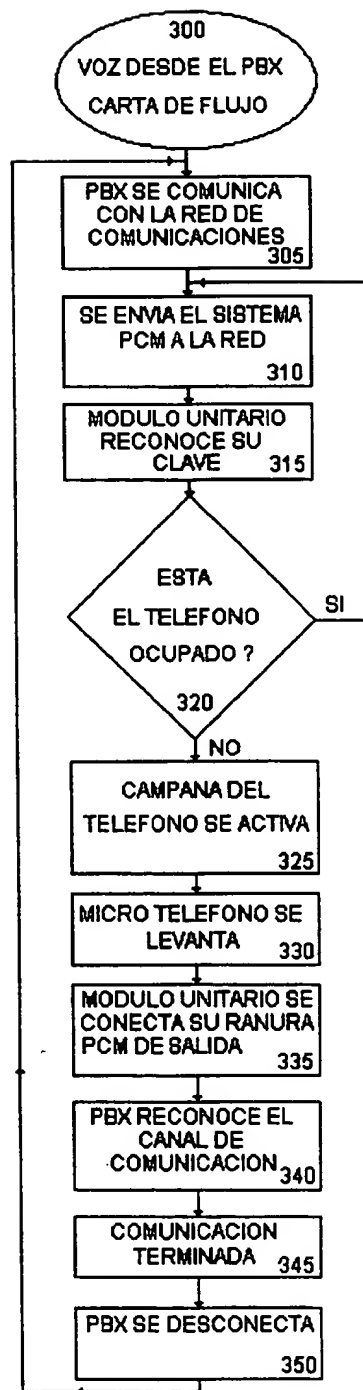 300
VOZ DESDE EL PBX
CARTA DE FLUJO
PBX SE COMUNICA
CON LA RED DE
COMUNICACIONES
305
SE ENVIA EL SISTEMA
PCM A LA RED
310
MODULO UNITARIO
RECONOCE SU
CLAVE 315
ESTA
EL TELEFONO
OCUPADO ?
320
SI
NO
CAMPANA DEL
TELEFONO SE ACTIVA
325
MICRO TELEFONO SE
LEVANTA 330
MODULO UNITARIO SE
CONECTA SU RANURA
PCM DE SALIDA 335
PBX RECONOCE EL
CANAL DE
COMUNICACION 340
COMUNICACION
TERMINADA 345
PBX SE DESCONECTA
350